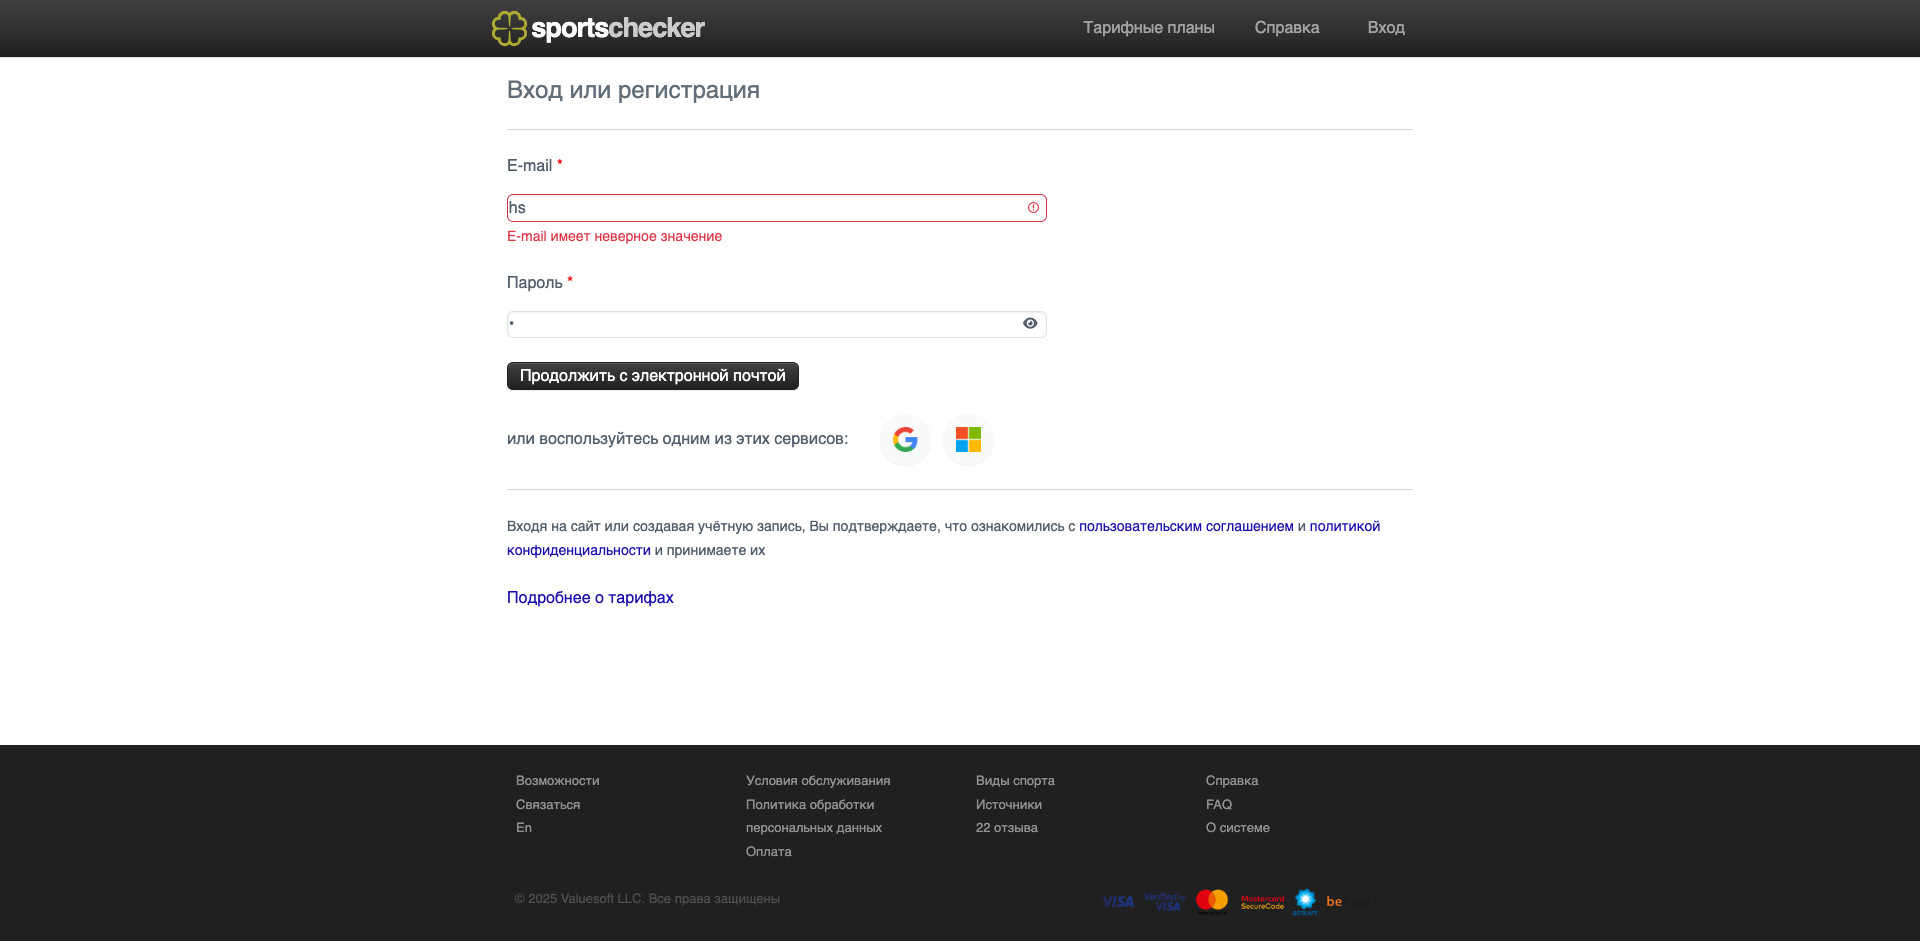 sportschecker
Тарифные планы
Справка
Вход
Вход или регистрация
E-mail *
hs
E-mail имеет неверное значение
Пароль *
Продолжить с электронной почтой
или воспользуйтесь одним из этих сервисов:
Входя на сайт или создавая учётную запись, Вы подтверждаете, что ознакомились с пользовательским соглашением и политикой
конфиденциальности и принимаете их
Подробнее о тарифах
Возможности
Связаться
En
Условия обслуживания
Политика обработки
персональных данных
Оплата
Виды спорта
Источники
22 отзыва
Справка
FAQ
О системе
© 2025 Valuesoft LLC. Все права защищены
VISA
Verified by
VISA
Mastercard
SecureCode
БЕЛКАРТ
bePaid